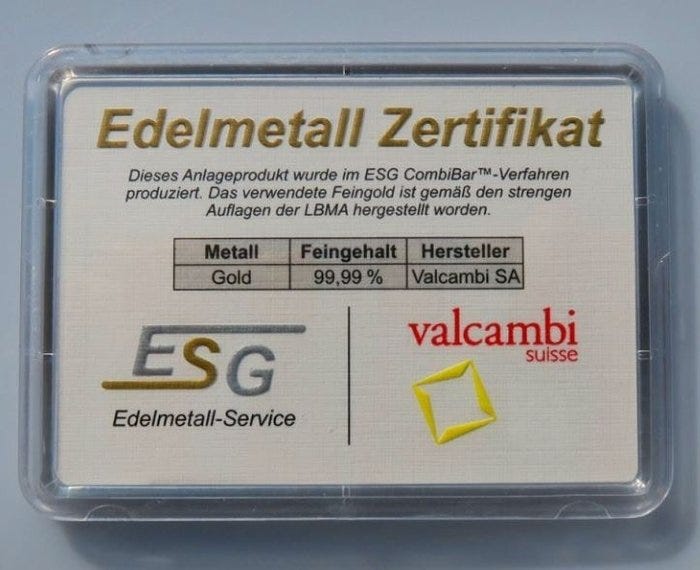 Edelmetall Zertifikat
Dieses Anlageprodukt wurde im ESG CombiBar™-Verfahren
produziert. Das verwendete Feingold ist gemäß den strengen
Auflagen der LBMA hergestellt worden.
Metall Feingehalt Hersteller
Gold 99,99 % Valcambi SA
ESG
Edelmetall-Service
valcambi
suisse